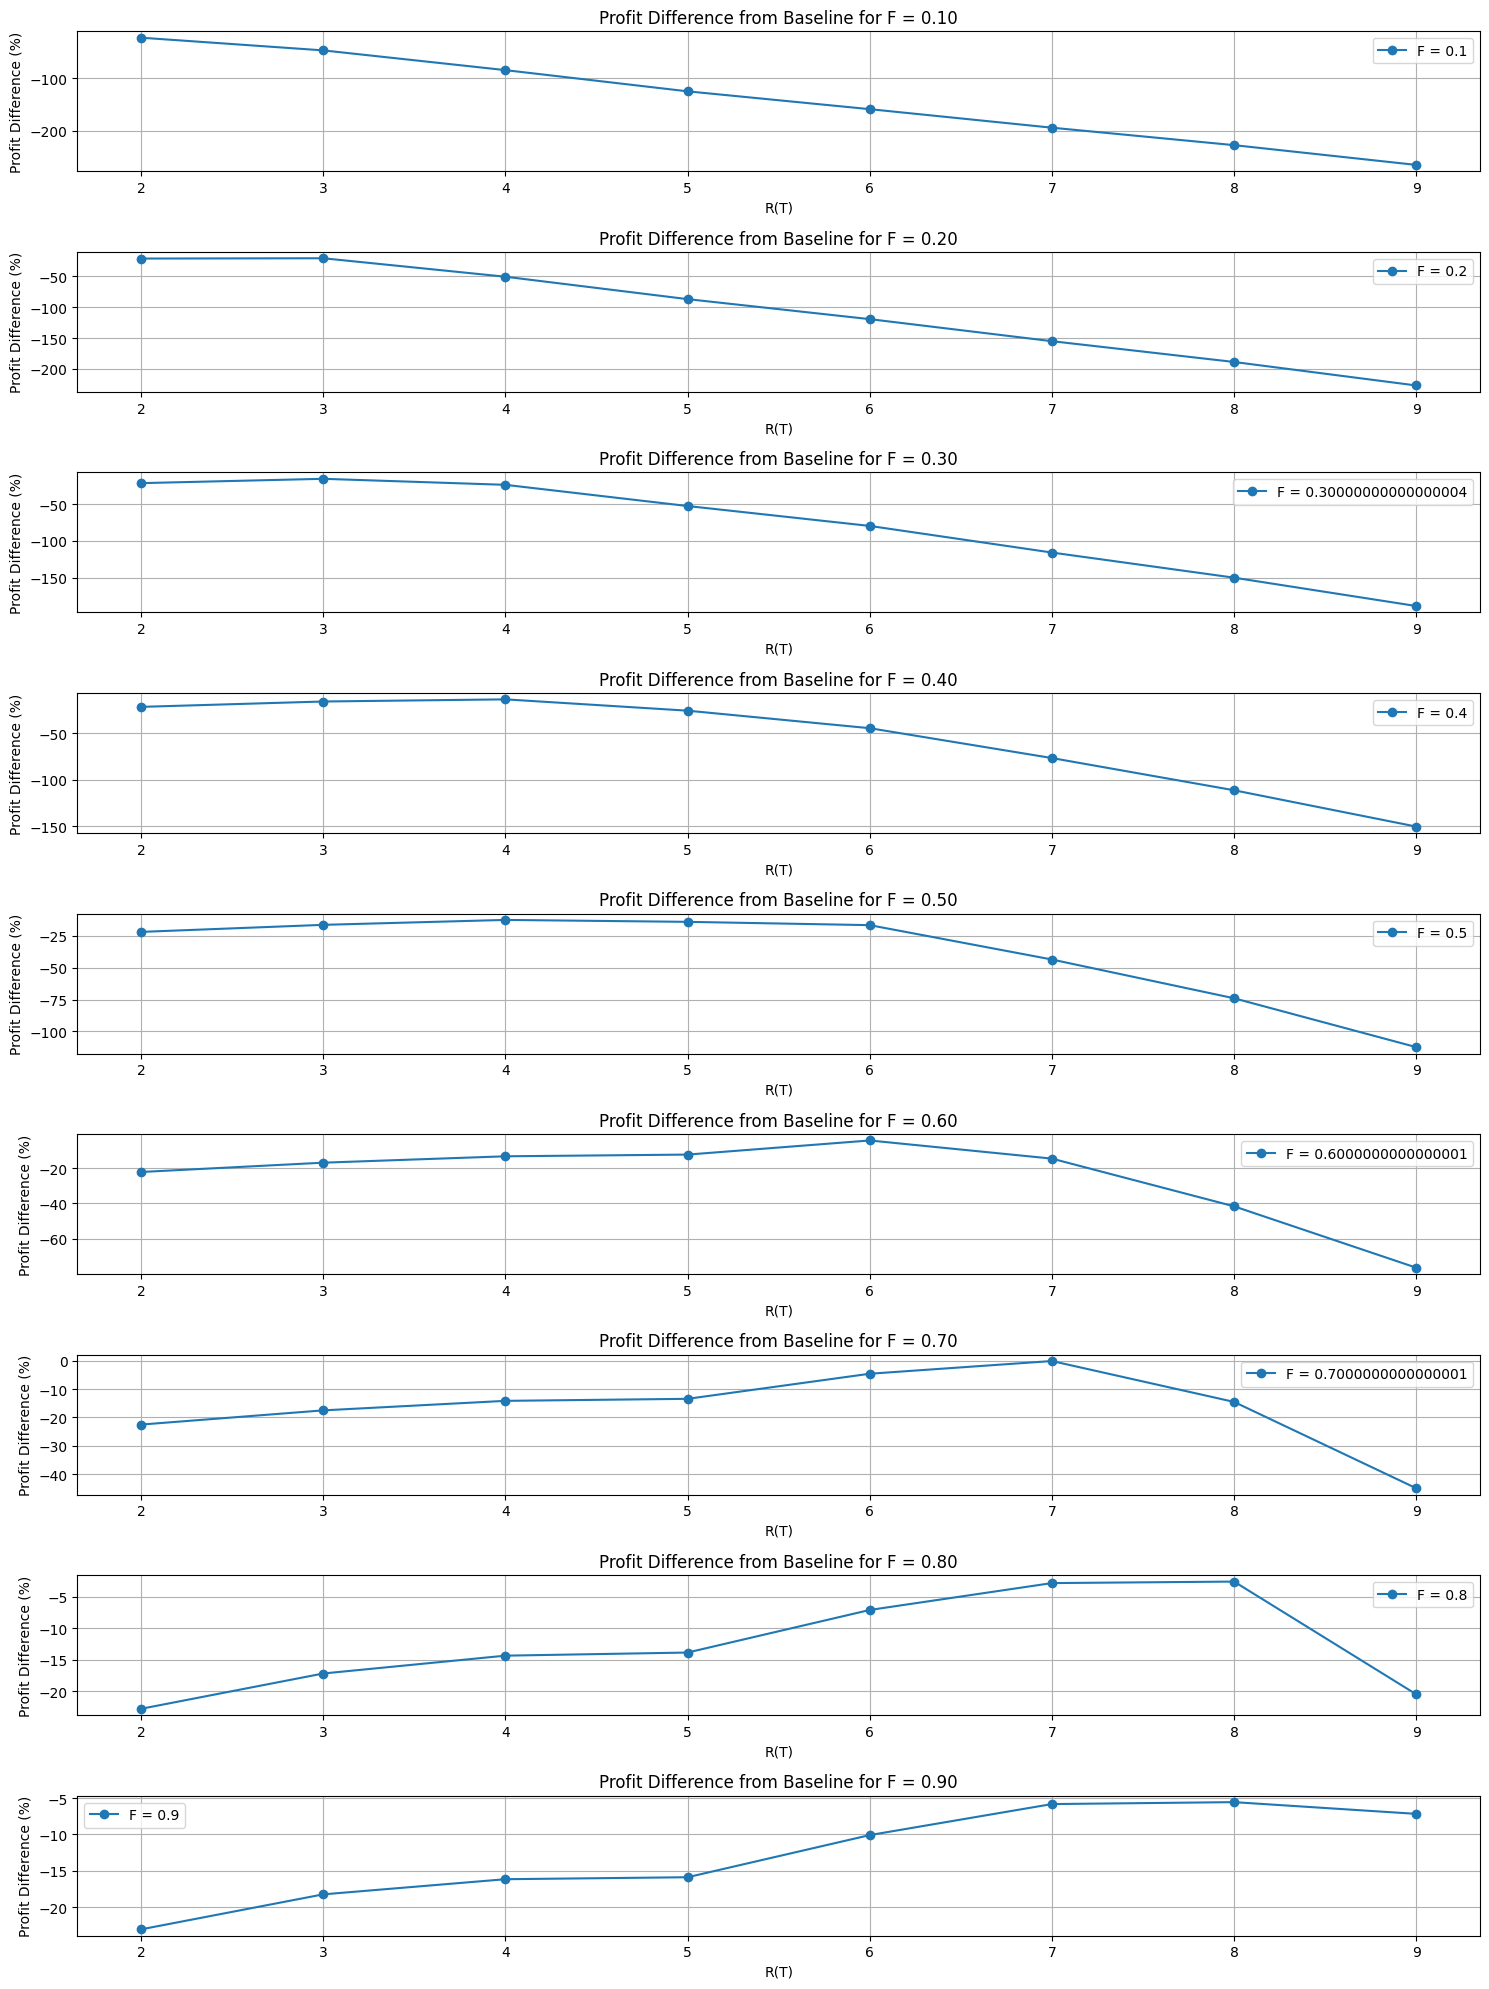 Profit Difference from Baseline for F = 0.10
Profit Difference (%)
F = 0.1
−100
−200
2 3 4 5 6 7 8 9
R(T)
Profit Difference from Baseline for F = 0.20
Profit Difference (%)
F = 0.2
−50
−100
−150
−200
2 3 4 5 6 7 8 9
R(T)
Profit Difference from Baseline for F = 0.30
Profit Difference (%)
F = 0.30000000000000004
−50
−100
−150
2 3 4 5 6 7 8 9
R(T)
Profit Difference from Baseline for F = 0.40
Profit Difference (%)
F = 0.4
−50
−100
−150
2 3 4 5 6 7 8 9
R(T)
Profit Difference from Baseline for F = 0.50
Profit Difference (%)
F = 0.5
−25
−50
−75
−100
2 3 4 5 6 7 8 9
R(T)
Profit Difference from Baseline for F = 0.60
Profit Difference (%)
F = 0.6000000000000001
−20
−40
−60
2 3 4 5 6 7 8 9
R(T)
Profit Difference from Baseline for F = 0.70
Profit Difference (%)
F = 0.7000000000000001
0
−10
−20
−30
−40
2 3 4 5 6 7 8 9
R(T)
Profit Difference from Baseline for F = 0.80
Profit Difference (%)
F = 0.8
−5
−10
−15
−20
2 3 4 5 6 7 8 9
R(T)
Profit Difference from Baseline for F = 0.90
Profit Difference (%)
F = 0.9
−5
−10
−15
−20
2 3 4 5 6 7 8 9
R(T)